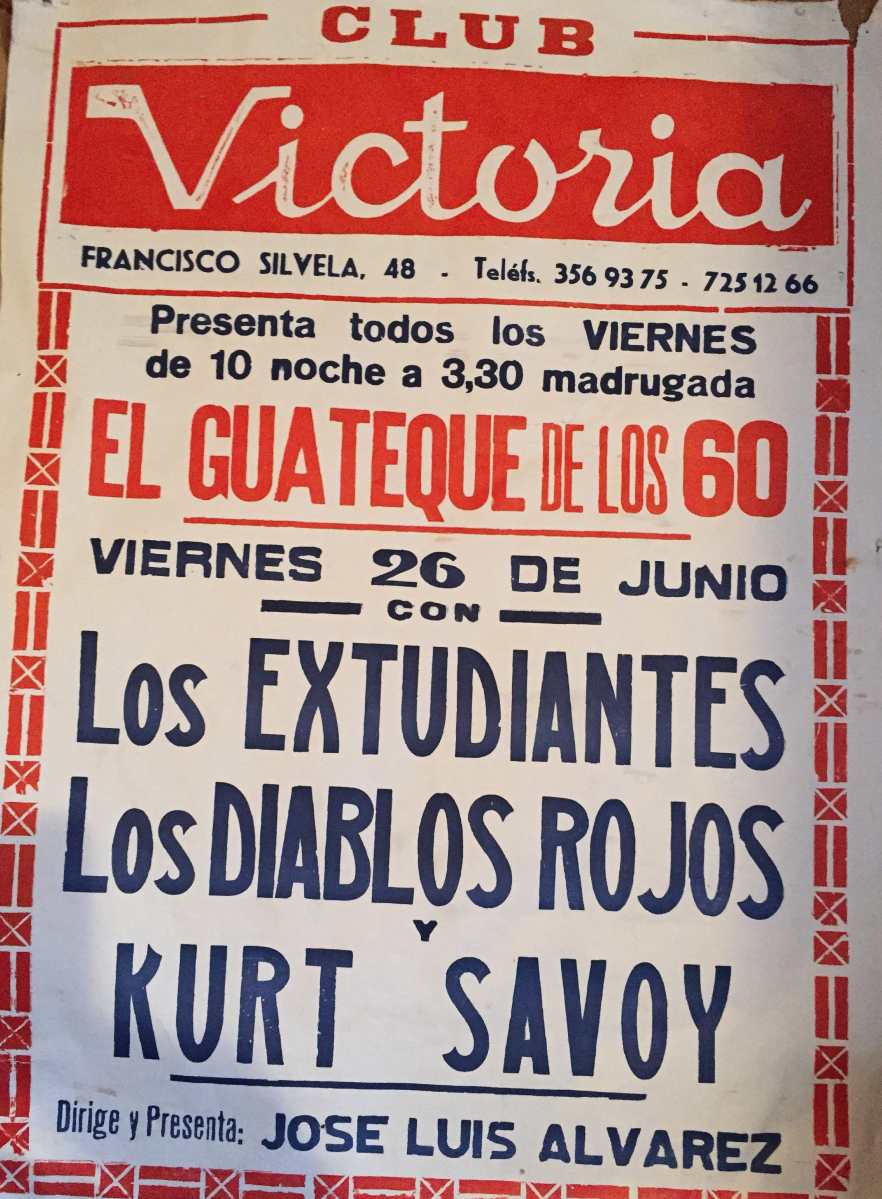 CLUB
Victoria
FRANCISCO SILVELA, 48 - Teléfs. 356 93 75 - 725 12 66
Presenta todos los VIERNES
de 10 noche a 3,30 madrugada
EL GUATEQUE DE LOS 60
VIERNES 26 DE JUNIO
CON
Los EXTUDIANTES
Los DIABLOS ROJOS
Y
KURT SAVOY
Dirige y Presenta: JOSE LUIS ALVAREZ